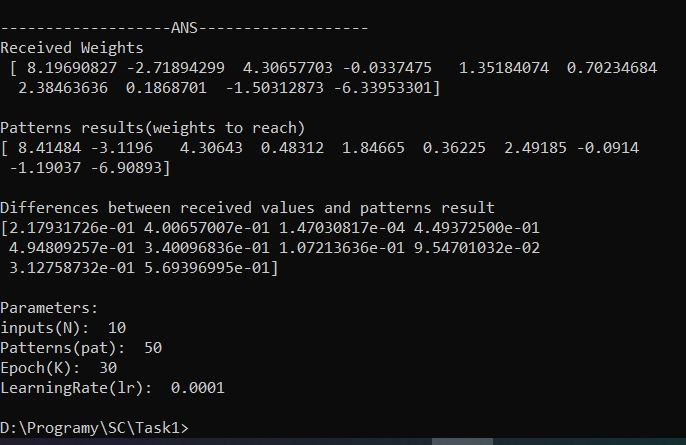 -------------------ANS-------------------
Received Weights
[ 8.19690827 -2.71894299  4.30657703 -0.0337475   1.35184074  0.70234684
2.38463636  0.1868701  -1.50312873 -6.33953301]
Patterns results(weights to reach)
[ 8.41484 -3.1196   4.30643  0.48312  1.84665  0.36225  2.49185 -0.0914
-1.19037 -6.90893]
Differences between received values and patterns result
[2.17931726e-01 4.00657007e-01 1.47030817e-04 4.49372500e-01
4.94809257e-01 3.40096836e-01 1.07213636e-01 9.54701032e-02
3.12758732e-01 5.69396995e-01]
Parameters:
inputs(N):  10
Patterns(pat):  50
Epoch(K):  30
LearningRate(lr):  0.0001
D:\Programy\SC\Task1>